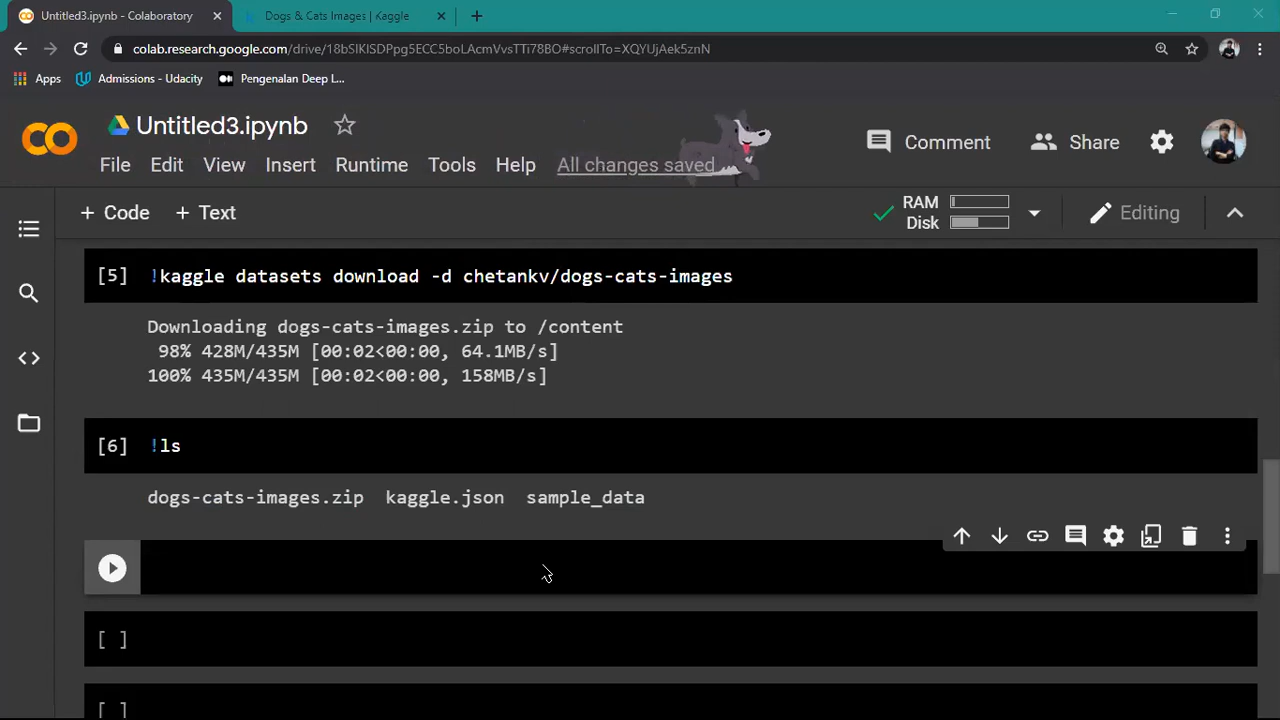 Untitled3.ipynb - Colaboratory
Dogs & Cats Images | Kaggle
colab.research.google.com/drive/18bSlKISDPpg5ECC5boLAcmVvsTTi78BO#scrollTo=XQYUjAek5znN
Apps
Admissions - Udacity
Pengenalan Deep L...
Untitled3.ipynb
Comment
Share
File Edit View Insert Runtime Tools Help All changes saved
+ Code + Text
RAM
Disk
Editing
[5] !kaggle datasets download -d chetankv/dogs-cats-images
Downloading dogs-cats-images.zip to /content
98% 428M/435M [00:02<00:00, 64.1MB/s]
100% 435M/435M [00:02<00:00, 158MB/s]
[6] !ls
dogs-cats-images.zip kaggle.json sample_data
[ ]
[ ]